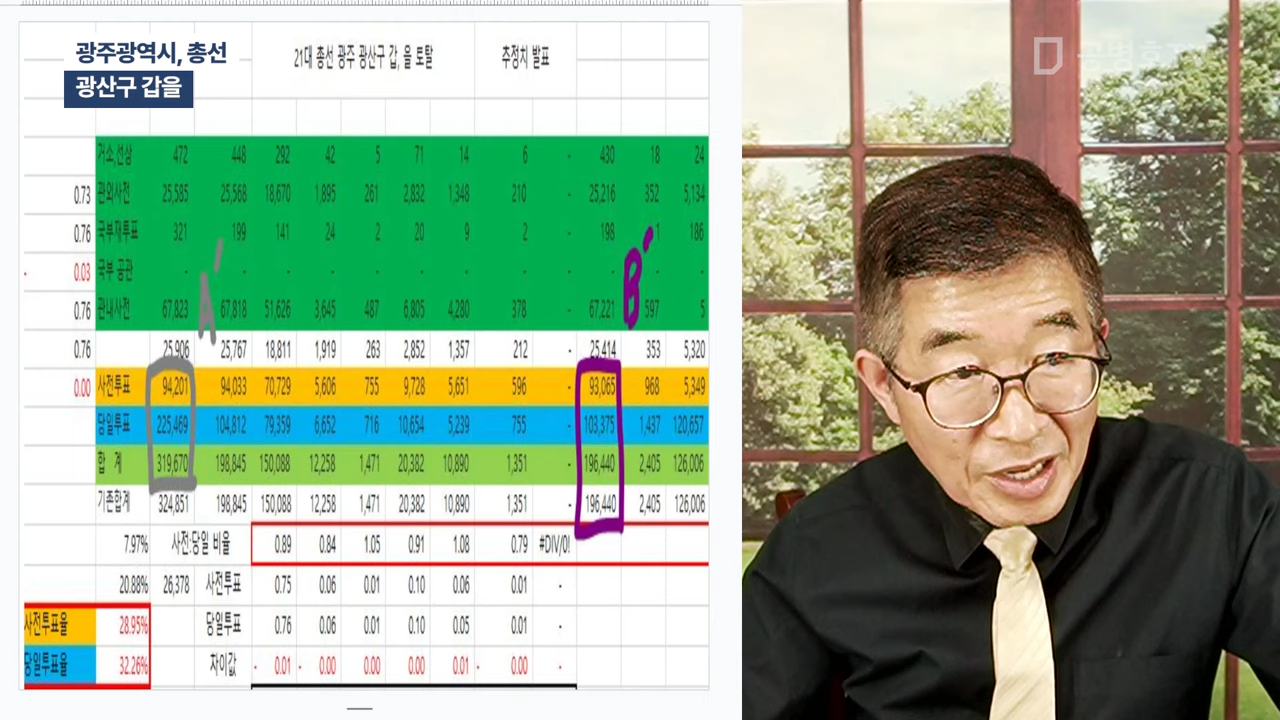 광주광역시, 총선
광산구 갑을
21대 총선 광주 광산구 갑, 을 토탈 추정치 발표
거소,선상 472 448 292 42 5 71 14 6 - 430 18 24
0.73 관외사전 25,585 25,568 18,670 1,895 261 2,832 1,348 210 - 25,216 352 5,134
0.76 국부재투표 321 199 141 24 2 20 9 2 - 198 1 186
- 0.03 국부 공관 - - - - - - - - - - - -
0.76 관내사전 67,823 67,818 51,626 3,645 487 6,805 4,280 378 - 67,221 597 5
0.76 25,906 25,767 18,811 1,919 263 2,852 1,357 212 - 25,414 353 5,320
0.00 사전투표 94,201 94,033 70,729 5,606 755 9,728 5,651 596 93,065 968 5,349
당일투표 225,469 104,812 79,359 6,652 716 10,654 5,239 755 103,375 1,437 120,657
합 계 319,670 198,845 150,088 12,258 1,471 20,382 10,890 1,351 - 196,440 2,405 126,006
기존합계 324,851 198,845 150,088 12,258 1,471 20,382 10,890 1,351 - 196,440 2,405 126,006
7.97% 사전:당일 비율 0.89 0.84 1.05 0.91 1.08 0.79 #DIV/0!
20.88% 26,378 사전투표 0.75 0.06 0.01 0.10 0.06 0.01 -
사전투표율 28.95% 당일투표 0.76 0.06 0.01 0.10 0.05 0.01 -
당일투표율 32.26% 차이값 - 0.01 - 0.00 0.00 0.00 0.01 - 0.00 -
A'
B'